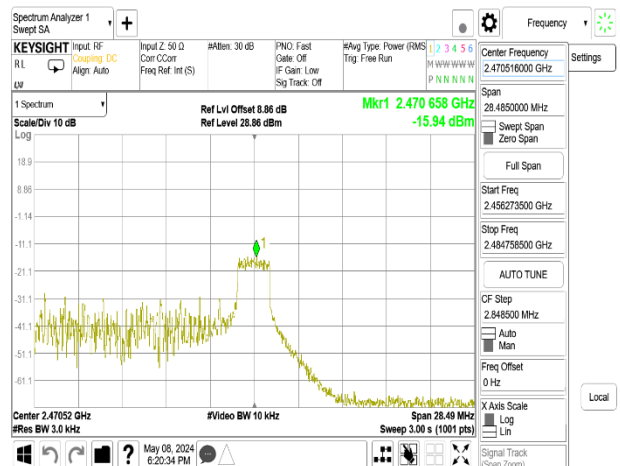 Spectrum Analyzer 1
Swept SA
+
Frequency
KEYSIGHT
RL
Input: RF
Coupling: DC
Align: Auto
Input Z: 50 Ω
Corr CCorr
Freq Ref: Int (S)
#Atten: 30 dB
PNO: Fast
Gate: Off
IF Gain: Low
Sig Track: Off
#Avg Type: Power (RMS
Trig: Free Run
1 2 3 4 5 6
M W W W W W
P N N N N N
Center Frequency
2.470516000 GHz
Settings
Span
28.4850000 MHz
Swept Span
Zero Span
Full Span
Start Freq
2.456273500 GHz
Stop Freq
2.484758500 GHz
AUTO TUNE
CF Step
2.848500 MHz
Auto
Man
Freq Offset
0 Hz
X Axis Scale
Log
Lin
Local
Signal Track
(Span Zoom)
1 Spectrum
Scale/Div 10 dB
Log
Ref Lvl Offset 8.86 dB
Ref Level 28.86 dBm
Mkr1 2.470 658 GHz
-15.94 dBm
18.9
8.86
-1.14
-11.1
-21.1
-31.1
-41.1
-51.1
-61.1
1
Center 2.47052 GHz
#Res BW 3.0 kHz
#Video BW 10 kHz
Span 28.49 MHz
Sweep 3.00 s (1001 pts)
?
May 08, 2024
6:20:34 PM